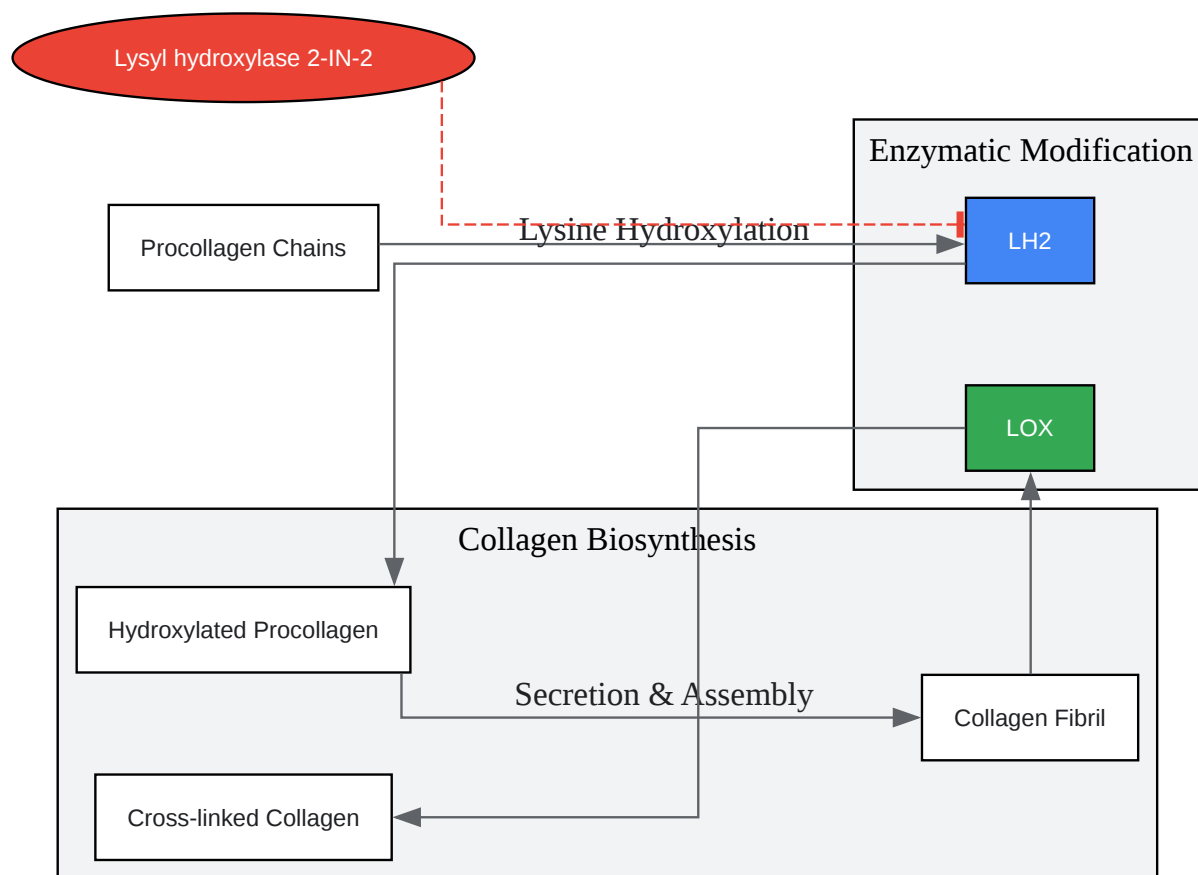 Lysyl hydroxylase 2-IN-2
Enzymatic Modification
Lysine Hydroxylation
Procollagen Chains
LH2
LOX
Collagen Biosynthesis
Hydroxylated Procollagen
Secretion & Assembly
Collagen Fibril
Cross-linked Collagen